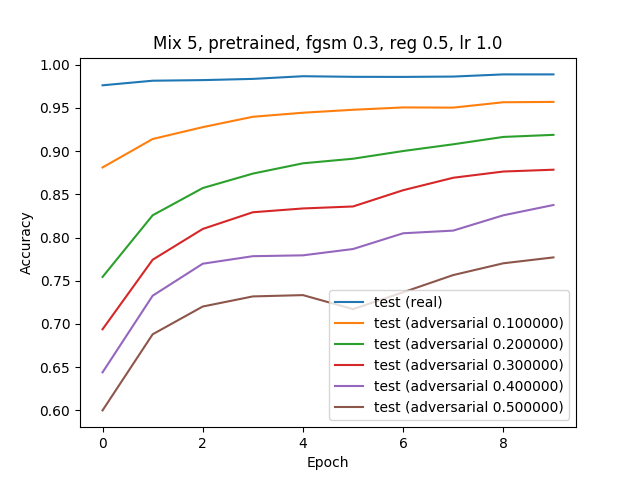 Mix 5, pretrained, fgsm 0.3, reg 0.5, lr 1.0
1.00
0.95
0.90
0.85
0.80
0.75
0.70
0.65
0.60
Accuracy
test (real)
test (adversarial 0.100000)
test (adversarial 0.200000)
test (adversarial 0.300000)
test (adversarial 0.400000)
test (adversarial 0.500000)
0 2 4 6 8
Epoch